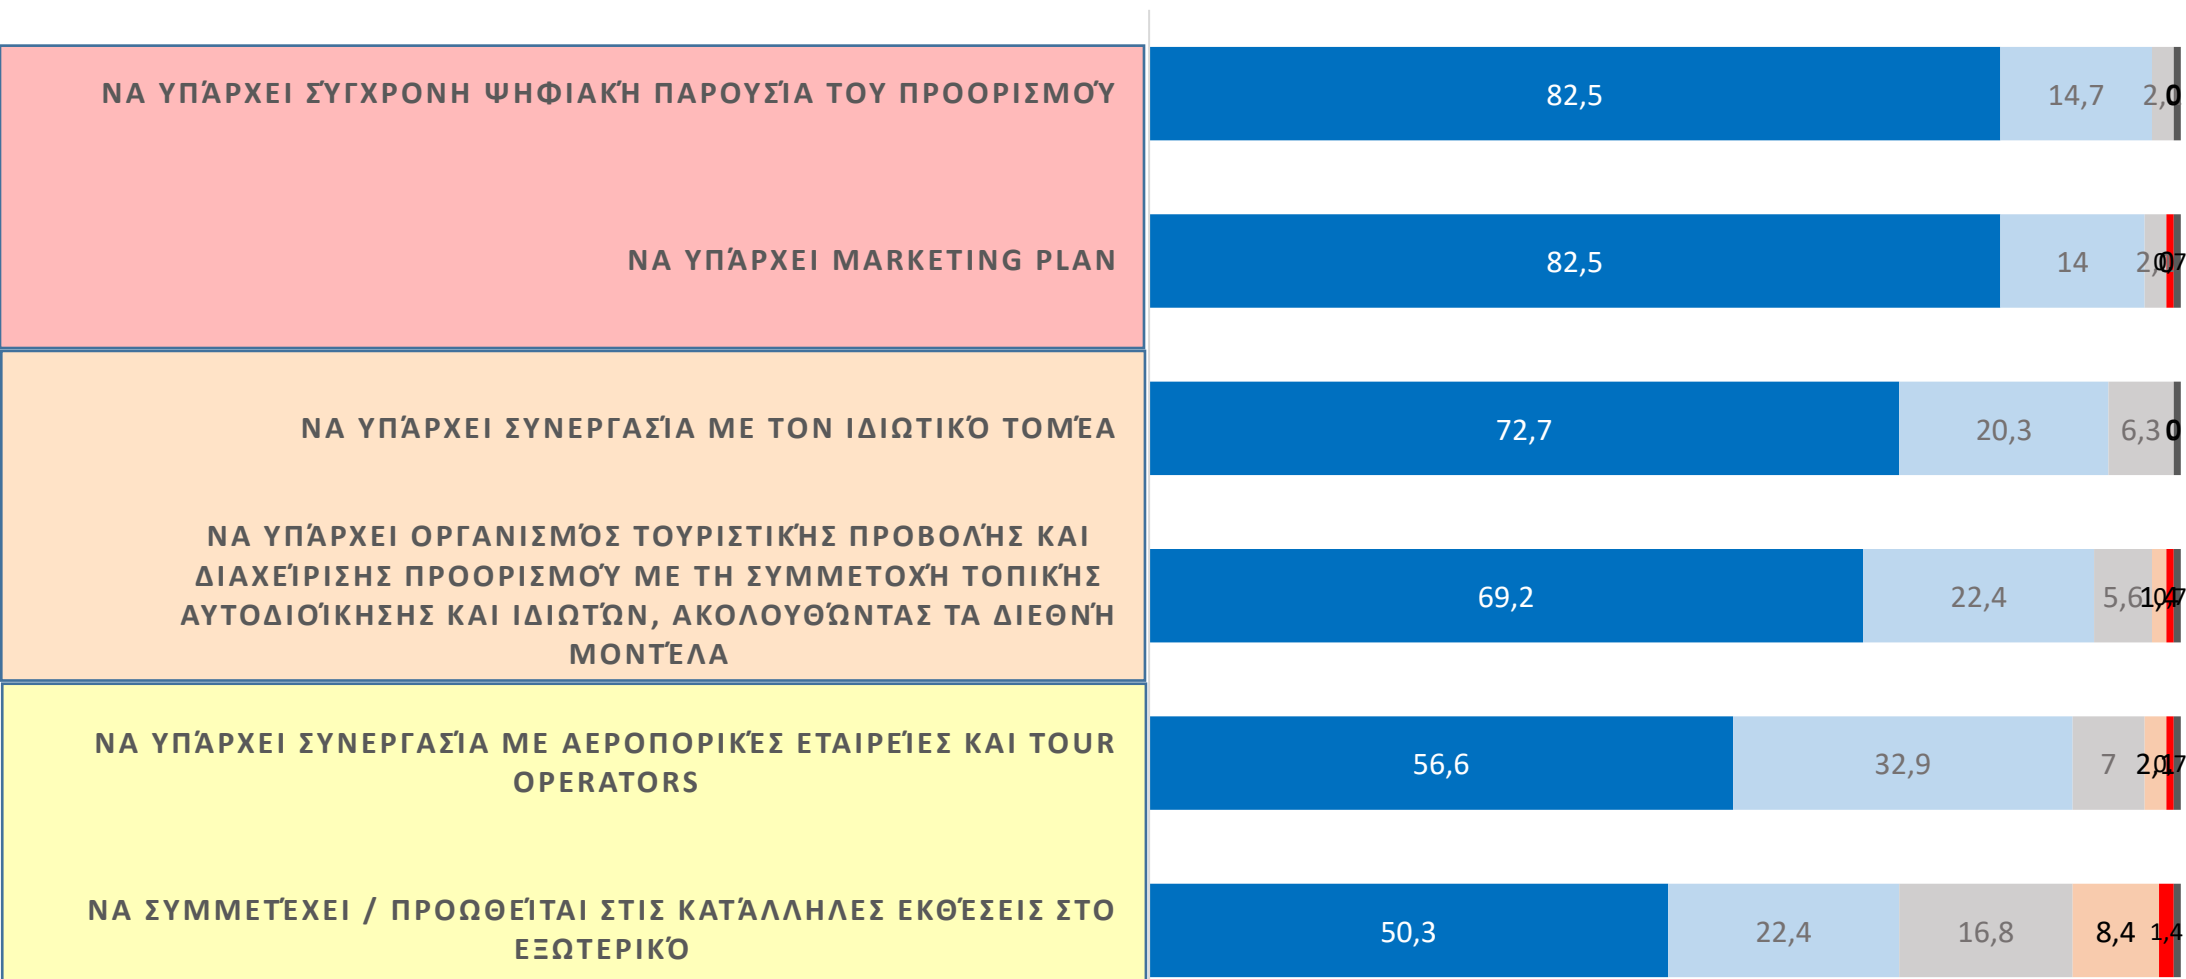 ΝΑ ΥΠΆΡΧΕΙ ΣΎΓΧΡΟΝΗ ΨΗΦΙΑΚΉ ΠΑΡΟΥΣΊΑ ΤΟΥ ΠΡΟΟΡΙΣΜΟΎ
82,5 14,7 0
ΝΑ ΥΠΆΡΧΕΙ MARKETING PLAN
82,5 14
ΝΑ ΥΠΆΡΧΕΙ ΣΥΝΕΡΓΑΣΊΑ ΜΕ ΤΟΝ ΙΔΙΩΤΙΚΌ ΤΟΜΈΑ
72,7 20,3 6,3 0
ΝΑ ΥΠΆΡΧΕΙ ΟΡΓΑΝΙΣΜΌΣ ΤΟΥΡΙΣΤΙΚΉΣ ΠΡΟΒΟΛΉΣ ΚΑΙ
ΔΙΑΧΕΊΡΙΣΗΣ ΠΡΟΟΡΙΣΜΟΎ ΜΕ ΤΗ ΣΥΜΜΕΤΟΧΉ ΤΟΠΙΚΉΣ
ΑΥΤΟΔΙΟΊΚΗΣΗΣ ΚΑΙ ΙΔΙΩΤΏΝ, ΑΚΟΛΟΥΘΏΝΤΑΣ ΤΑ ΔΙΕΘΝΉ
ΜΟΝΤΈΛΑ
69,2 22,4 5,6
ΝΑ ΥΠΆΡΧΕΙ ΣΥΝΕΡΓΑΣΊΑ ΜΕ ΑΕΡΟΠΟΡΙΚΈΣ ΕΤΑΙΡΕΊΕΣ ΚΑΙ TOUR
OPERATORS
56,6 32,9 7
ΝΑ ΣΥΜΜΕΤΈΧΕΙ / ΠΡΟΩΘΕΊΤΑΙ ΣΤΙΣ ΚΑΤΆΛΛΗΛΕΣ ΕΚΘΈΣΕΙΣ ΣΤΟ
ΕΞΩΤΕΡΙΚΌ
50,3 22,4 16,8 8,4 1,4